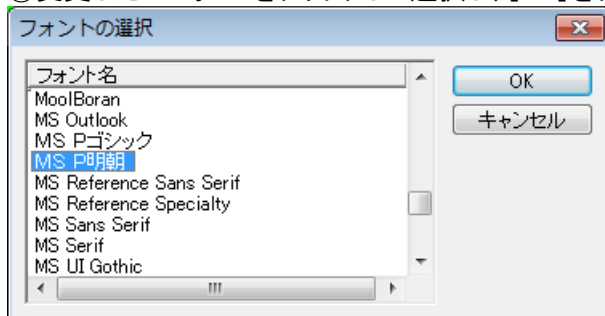 フォントの選択
フォント名
MoolBoran
MS Outlook
MS Pゴシック
MS P明朝
MS Reference Sans Serif
MS Reference Specialty
MS Sans Serif
MS Serif
MS UI Gothic
OK
キャンセル